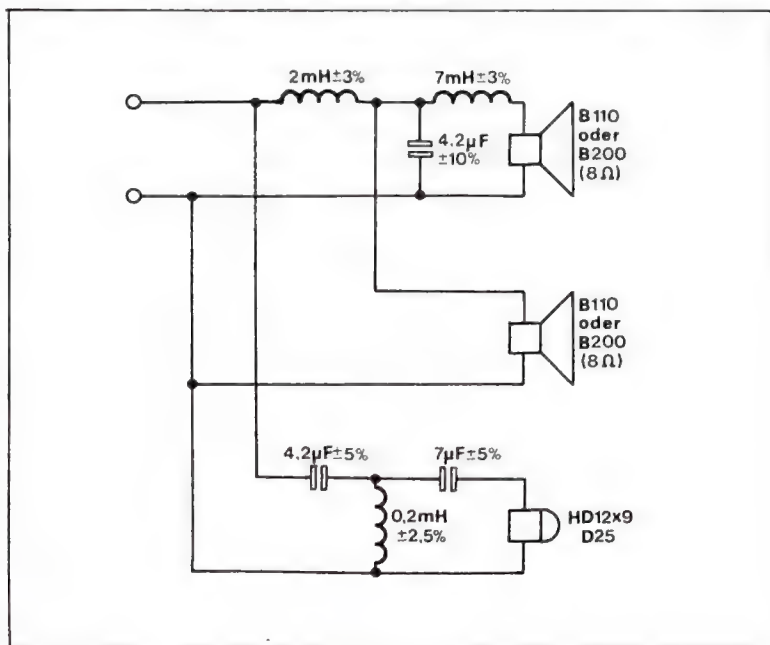 2mH±3%
7mH±3%
4,2µF
±10%
B110
oder
B200
(8Ω)
B110
oder
B200
(8Ω)
4,2µF±5%
7µF±5%
0,2mH
±2,5%
HD12x9
D25